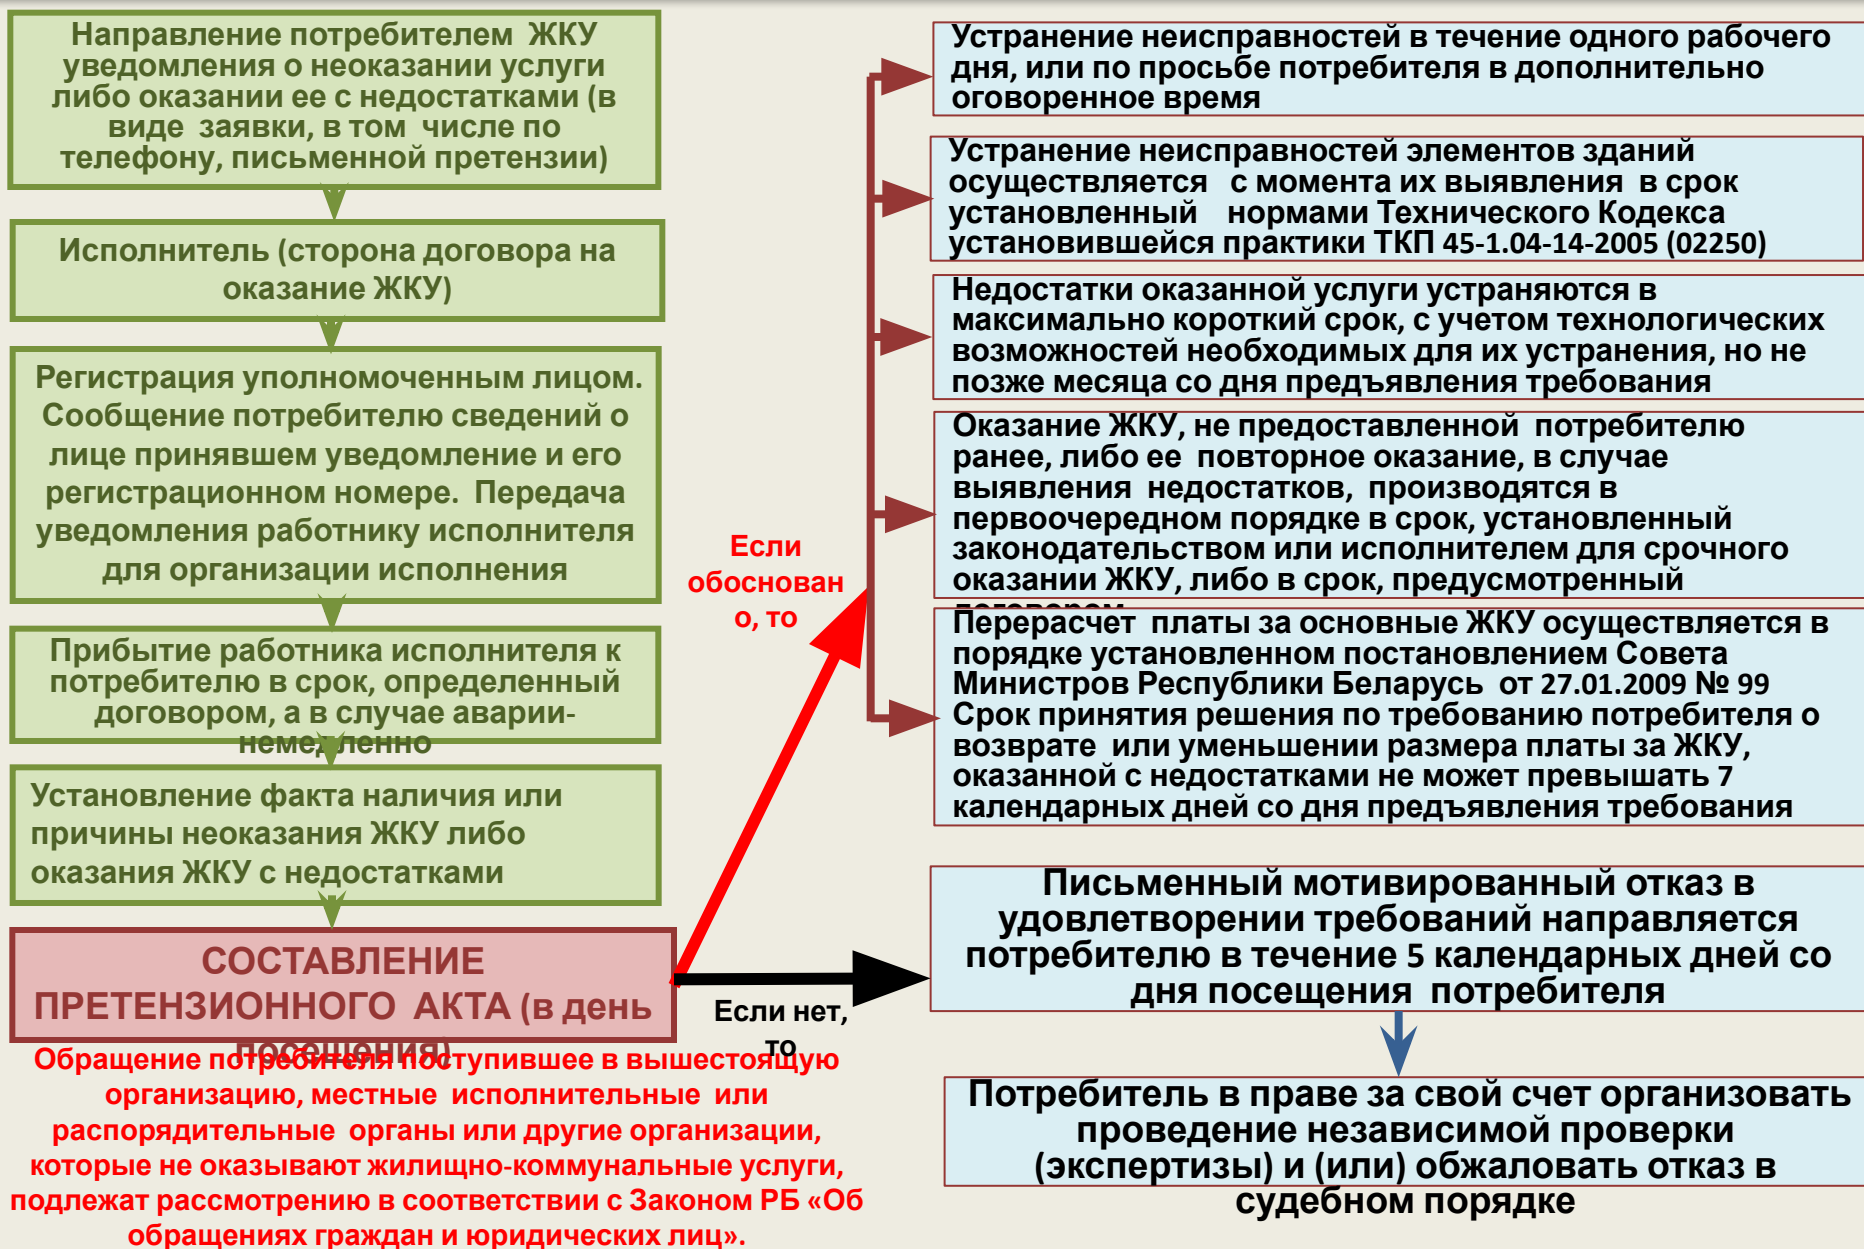 Направление потребителем ЖКУ
уведомления о неоказании услуги
либо оказании ее с недостатками (в
виде заявки, в том числе по
телефону, письменной претензии)
Исполнитель (сторона договора на
оказание ЖКУ)
Регистрация уполномоченным лицом.
Сообщение потребителю сведений о
лице принявшем уведомление и его
регистрационном номере. Передача
уведомления работнику исполнителя
для организации исполнения
Прибытие работника исполнителя к
потребителю в срок, определенный
договором, а в случае аварии-
немедленно
Установление факта наличия или
причины неоказания ЖКУ либо
оказания ЖКУ с недостатками
СОСТАВЛЕНИЕ
ПРЕТЕНЗИОННОГО АКТА (в день
посещения)
Обращение потребителя поступившее в вышестоящую
организацию, местные исполнительные или
распорядительные органы или другие организации,
которые не оказывают жилищно-коммунальные услуги,
подлежат рассмотрению в соответствии с Законом РБ «Об
обращениях граждан и юридических лиц».
Если
обоснован
о, то
Если нет,
то
Устранение неисправностей в течение одного рабочего
дня, или по просьбе потребителя в дополнительно
оговоренное время
Устранение неисправностей элементов зданий
осуществляется с момента их выявления в срок
установленный нормами Технического Кодекса
установившейся практики ТКП 45-1.04-14-2005 (02250)
Недостатки оказанной услуги устраняются в
максимально короткий срок, с учетом технологических
возможностей необходимых для их устранения, но не
позже месяца со дня предъявления требования
Оказание ЖКУ, не предоставленной потребителю
ранее, либо ее повторное оказание, в случае
выявления недостатков, производятся в
первоочередном порядке в срок, установленный
законодательством или исполнителем для срочного
оказании ЖКУ, либо в срок, предусмотренный
договором
Перерасчет платы за основные ЖКУ осуществляется в
порядке установленном постановлением Совета
Министров Республики Беларусь от 27.01.2009 № 99
Срок принятия решения по требованию потребителя о
возврате или уменьшении размера платы за ЖКУ,
оказанной с недостатками не может превышать 7
календарных дней со дня предъявления требования
Письменный мотивированный отказ в
удовлетворении требований направляется
потребителю в течение 5 календарных дней со
дня посещения потребителя
Потребитель в праве за свой счет организовать
проведение независимой проверки
(экспертизы) и (или) обжаловать отказ в
судебном порядке